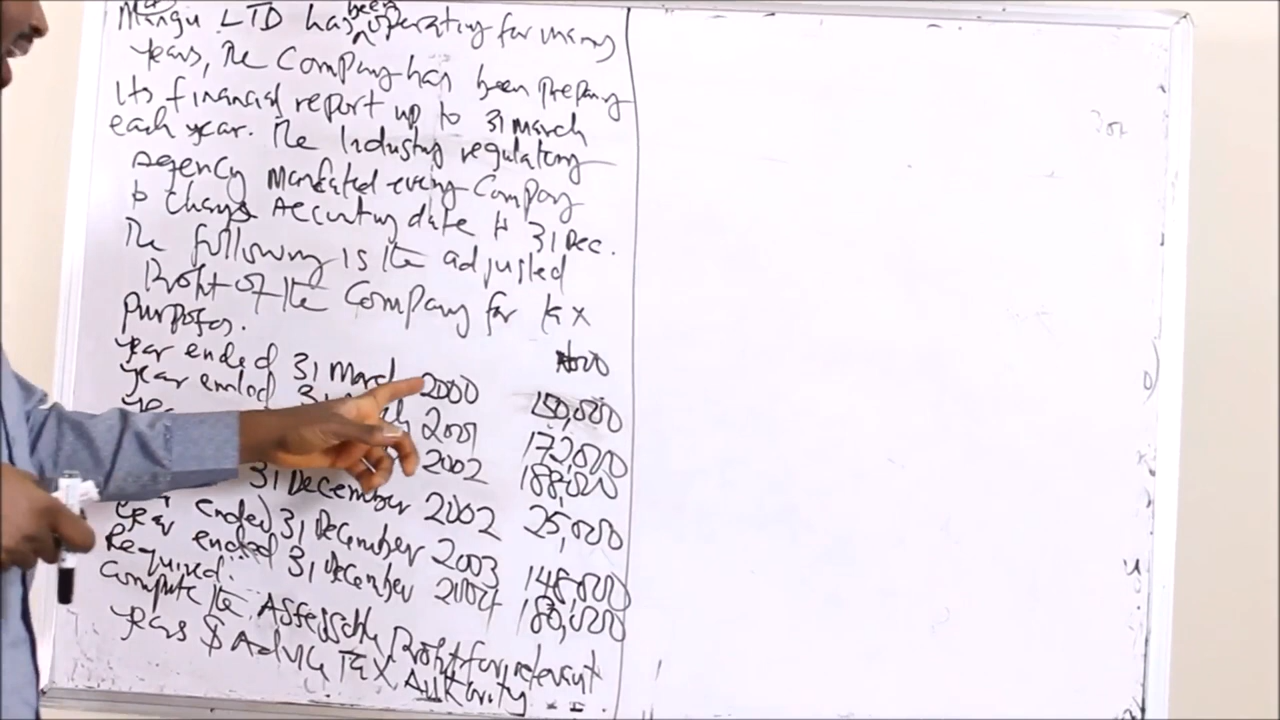 Mangu LTD has been operating for many
years, The Company has been preparing
its financial report up to 31 March
each year. The Industry regulatory
Agency Mandated every Company
to change Accounting date to 31 Dec.
The following is the adjusted
Profit of the Company for tax
purposes.
year ended 31 March 2000 150,000
year ended 31 March 2001 172,000
2002 188,000
31 December 2002 25,000
year ended 31 December 2003 148,000
year ended 31 December 2004 180,000
Required:
Compute the Assessable Profit for relevant
years & Advice Tax Authority